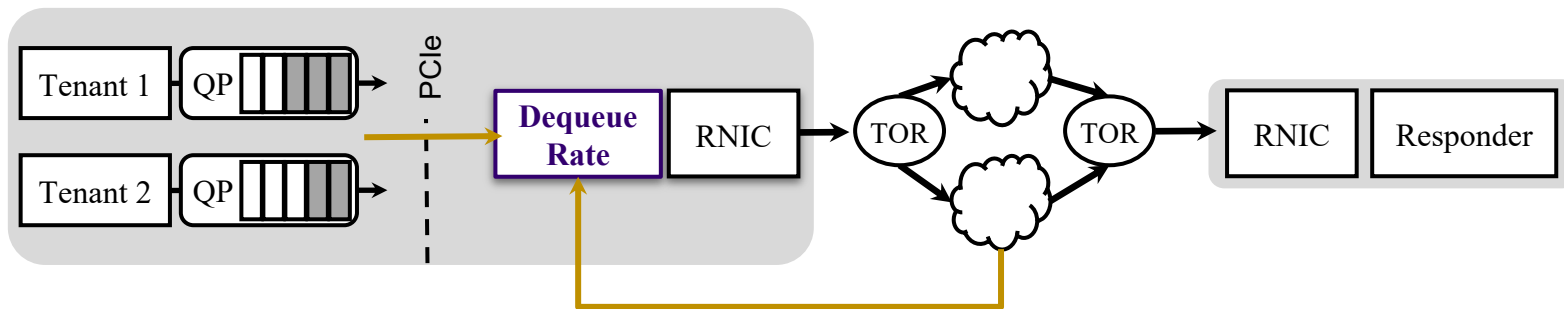 Tenant 1
QP
PCIe
Dequeue
Rate
RNIC
TOR
TOR
RNIC
Responder
Tenant 2
QP